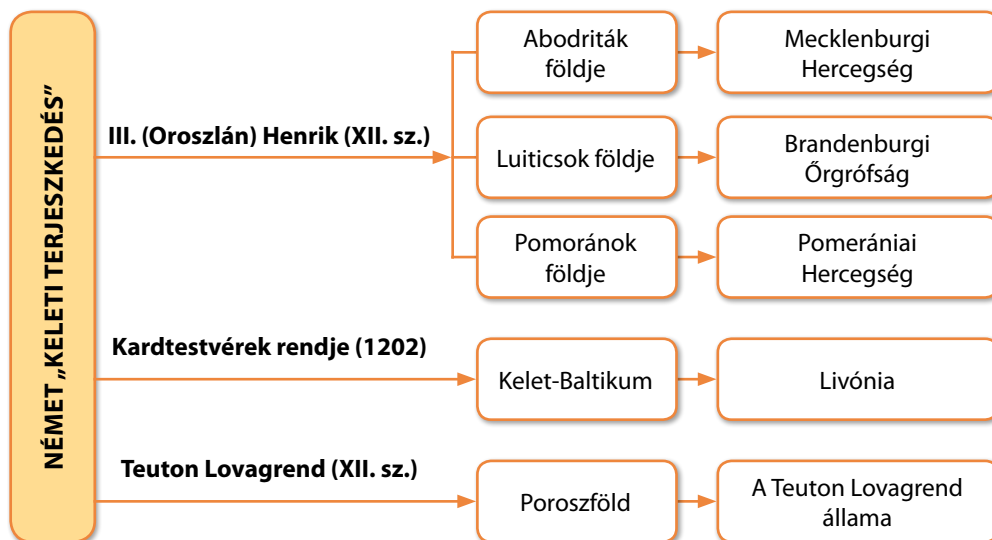 NÉMET „KELETI TERJESZKEDÉS”
III. (Oroszlán) Henrik (XII. sz.)
Abodriták
földje
Mecklenburgi
Hercegség
Luiticsok földje
Brandenburgi
Őrgrófság
Pomoránok
földje
Pomerániai
Hercegség
Kardtestvérek rendje (1202)
Kelet-Baltikum
Livónia
Teuton Lovagrend (XII. sz.)
Poroszföld
A Teuton Lovagrend
állama